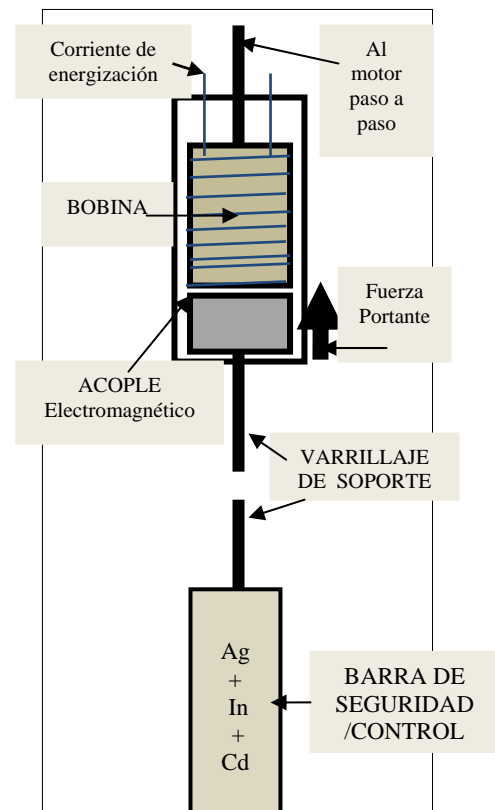 Corriente de
energización
Al
motor
paso a
paso
BOBINA
Fuerza
Portante
ACOPLE
Electromagnético
VARRILLAJE
DE SOPORTE
Ag
+
In
+
Cd
BARRA DE
SEGURIDAD
/CONTROL